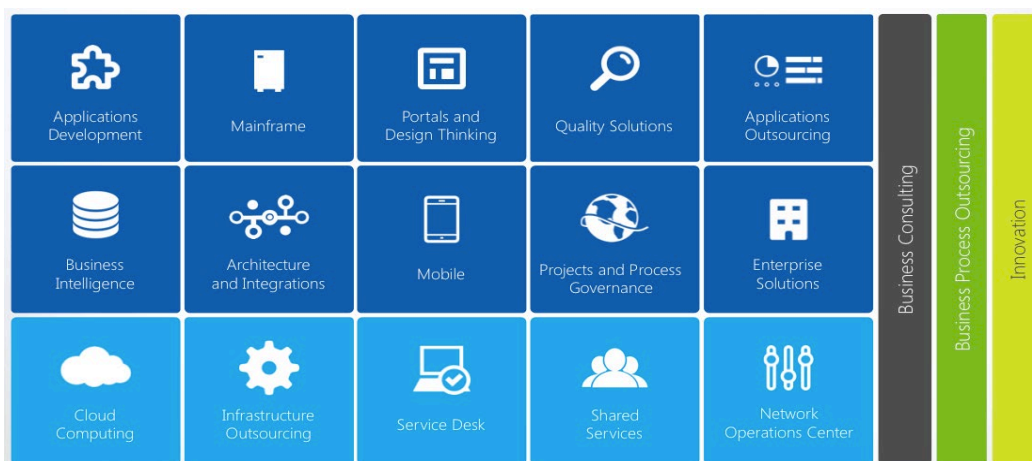 Applications
Development
Mainframe
Portals and
Design Thinking
Quality Solutions
Applications
Outsourcing
Business
Intelligence
Architecture
and Integrations
Mobile
Projects and Process
Governance
Enterprise
Solutions
Cloud
Computing
Infrastructure
Outsourcing
Service Desk
Shared
Services
Network
Operations Center
Business Consulting
Business Process Outsourcing
Innovation